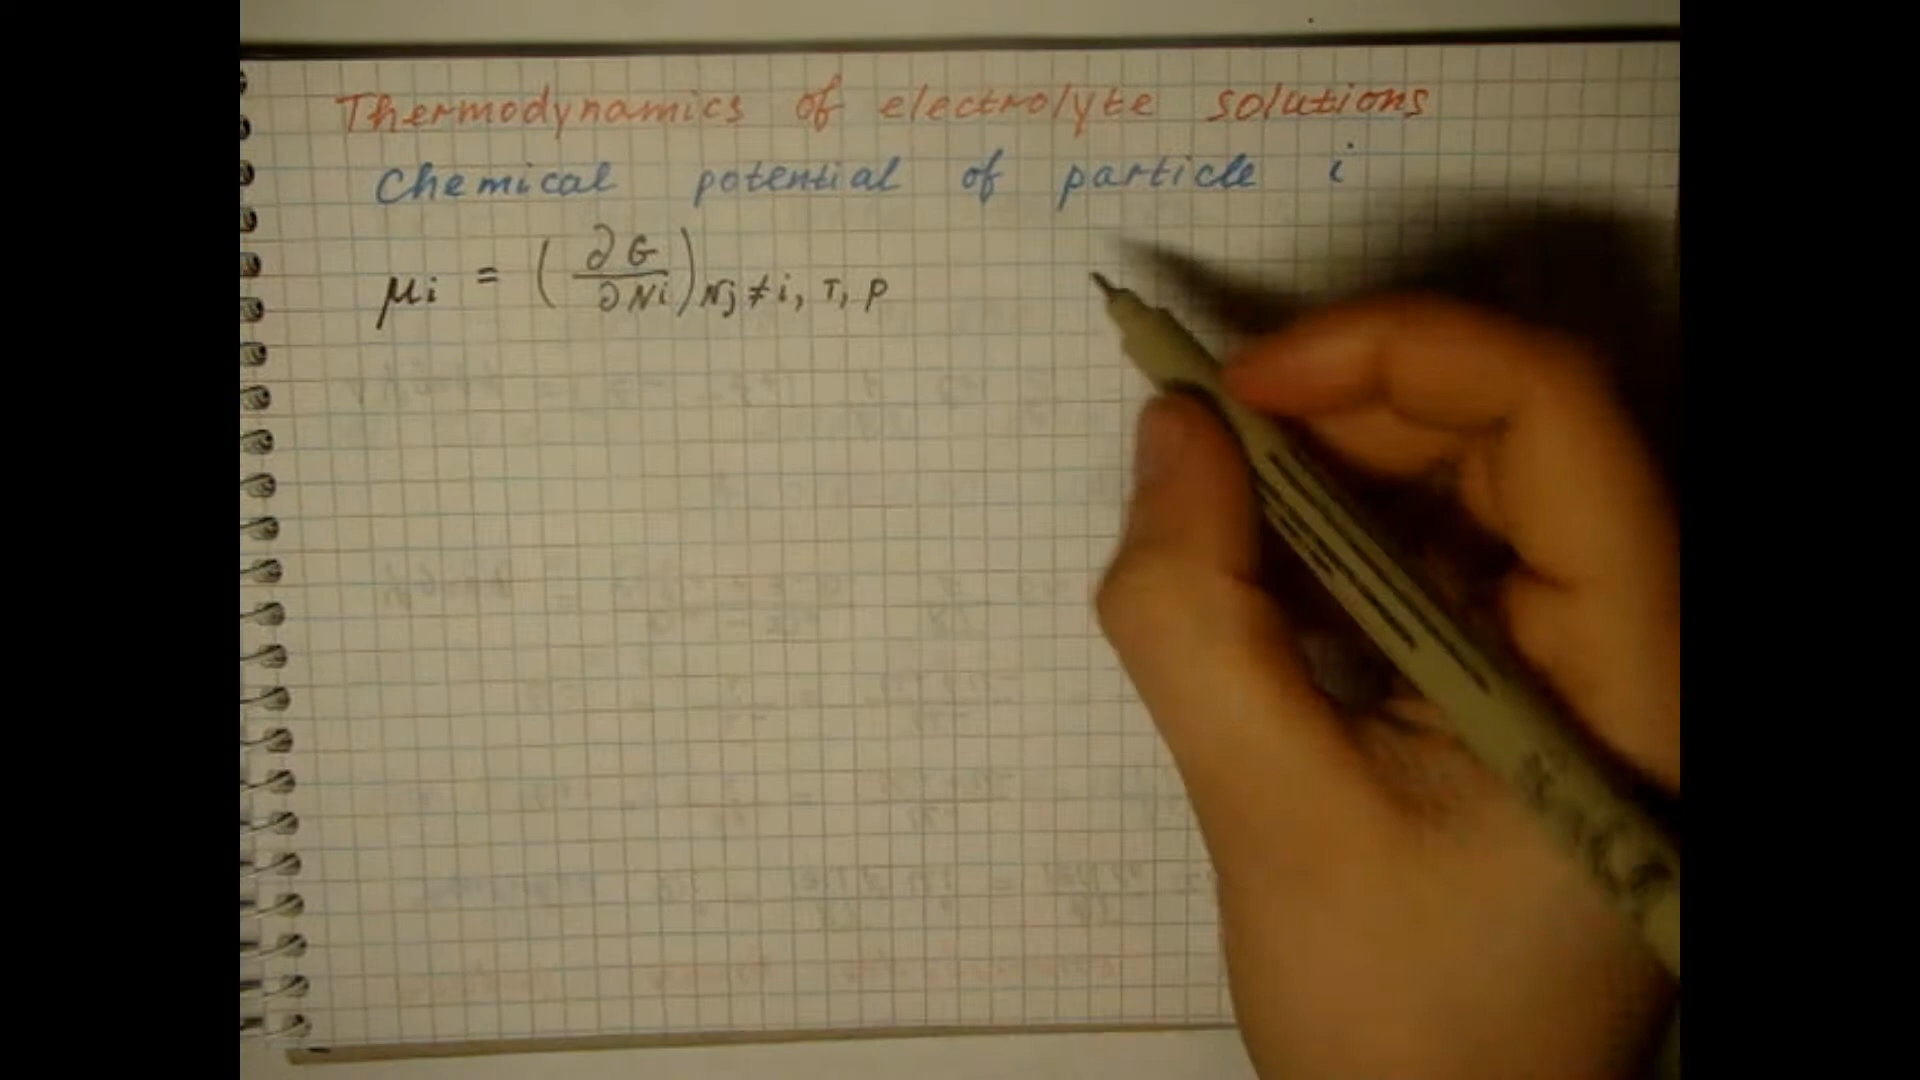 Thermodynamics of electrolyte solutions
Chemical potential of particle i
μi = (∂G/∂Ni)Nj≠i, T, P